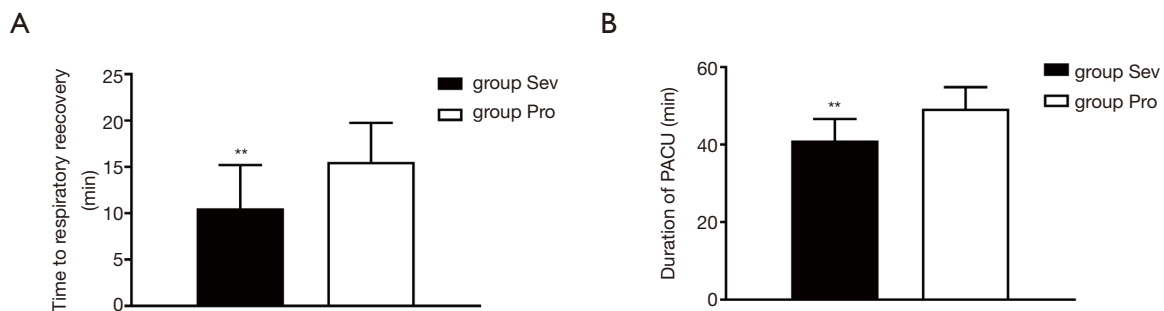 A
Time to respiratory reecovery
(min)
25
20
15
10
5
0
**
group Sev
group Pro
B
Duration of PACU (min)
60
40
20
0
**
group Sev
group Pro